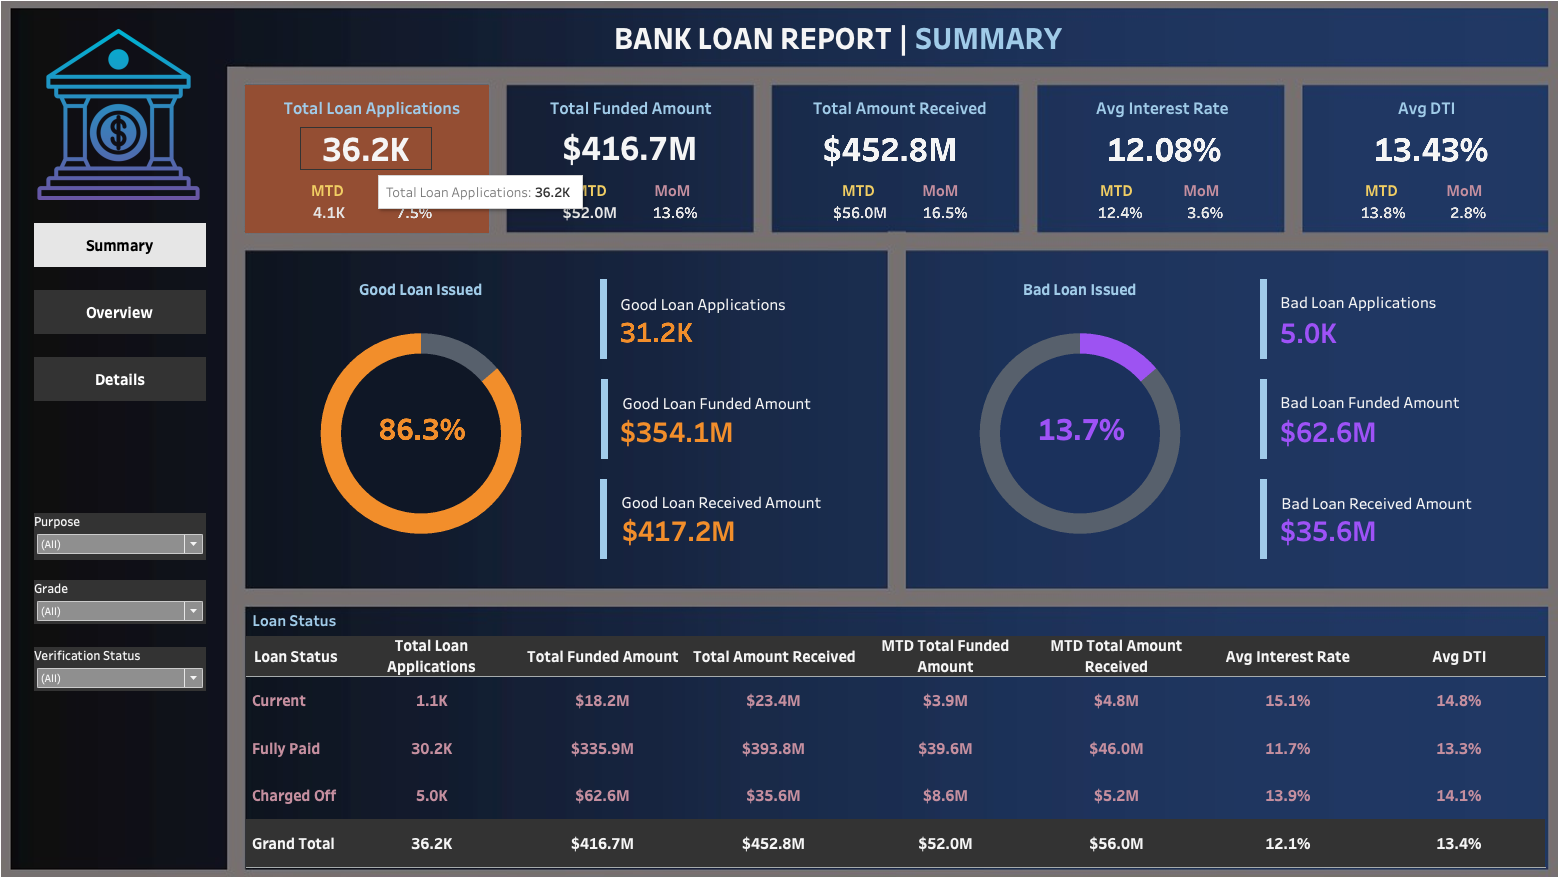 BANK LOAN REPORT | SUMMARY
Total Loan Applications
36.2K
MTD
4.1K 7.5%
Total Loan Applications: 36.2K
Total Funded Amount
$416.7M
MTD MoM
$52.0M 13.6%
Total Amount Received
$452.8M
MTD MoM
$56.0M 16.5%
Avg Interest Rate
12.08%
MTD MoM
12.4% 3.6%
Avg DTI
13.43%
MTD MoM
13.8% 2.8%
Summary
Overview
Details
Purpose
(All)
Grade
(All)
Verification Status
(All)
Good Loan Issued
86.3%
Good Loan Applications
31.2K
Good Loan Funded Amount
$354.1M
Good Loan Received Amount
$417.2M
Bad Loan Issued
13.7%
Bad Loan Applications
5.0K
Bad Loan Funded Amount
$62.6M
Bad Loan Received Amount
$35.6M
Loan Status
Loan Status Total Loan Applications Total Funded Amount Total Amount Received MTD Total Funded Amount MTD Total Amount Received Avg Interest Rate Avg DTI
Current 1.1K $18.2M $23.4M $3.9M $4.8M 15.1% 14.8%
Fully Paid 30.2K $335.9M $393.8M $39.6M $46.0M 11.7% 13.3%
Charged Off 5.0K $62.6M $35.6M $8.6M $5.2M 13.9% 14.1%
Grand Total 36.2K $416.7M $452.8M $52.0M $56.0M 12.1% 13.4%